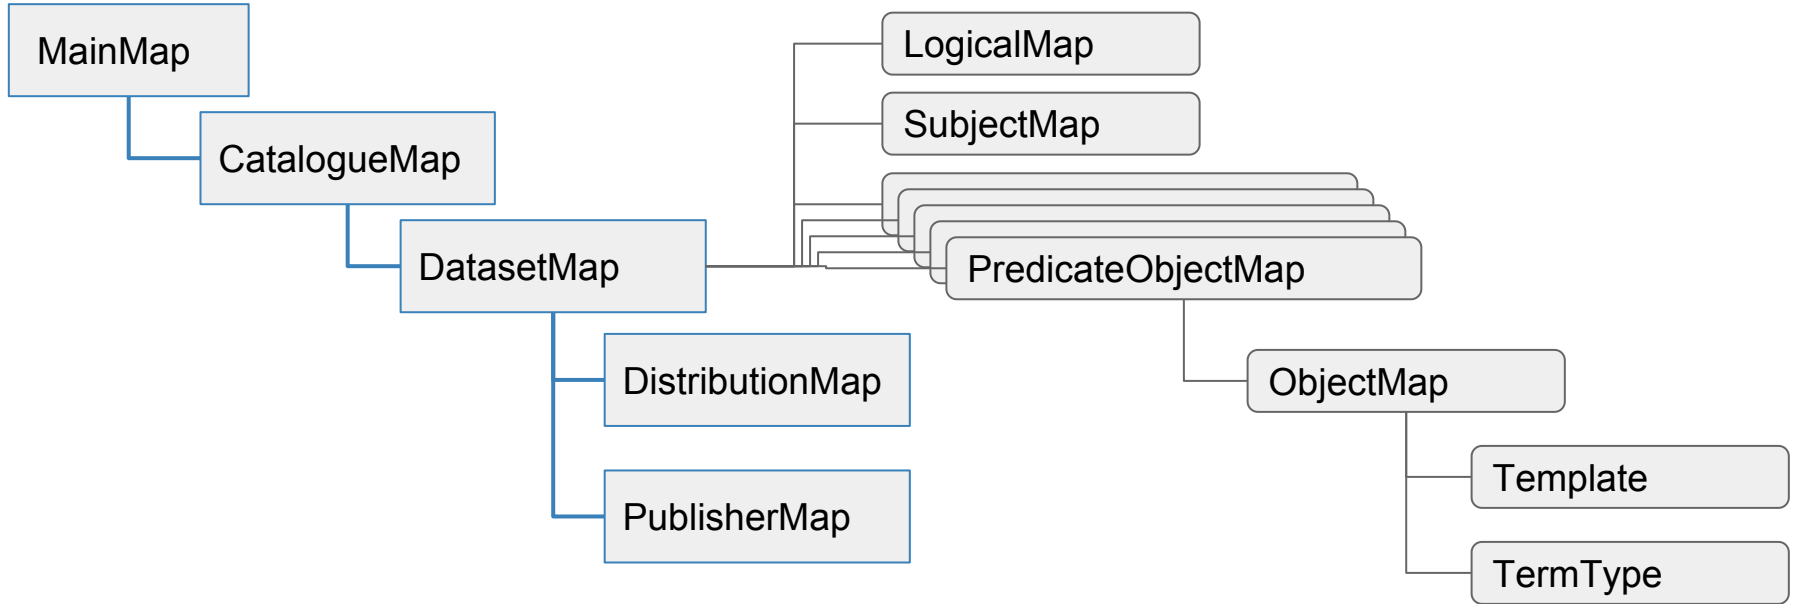 MainMap
CatalogueMap
DatasetMap
DistributionMap
PublisherMap
LogicalMap
SubjectMap
PredicateObjectMap
ObjectMap
Template
TermType